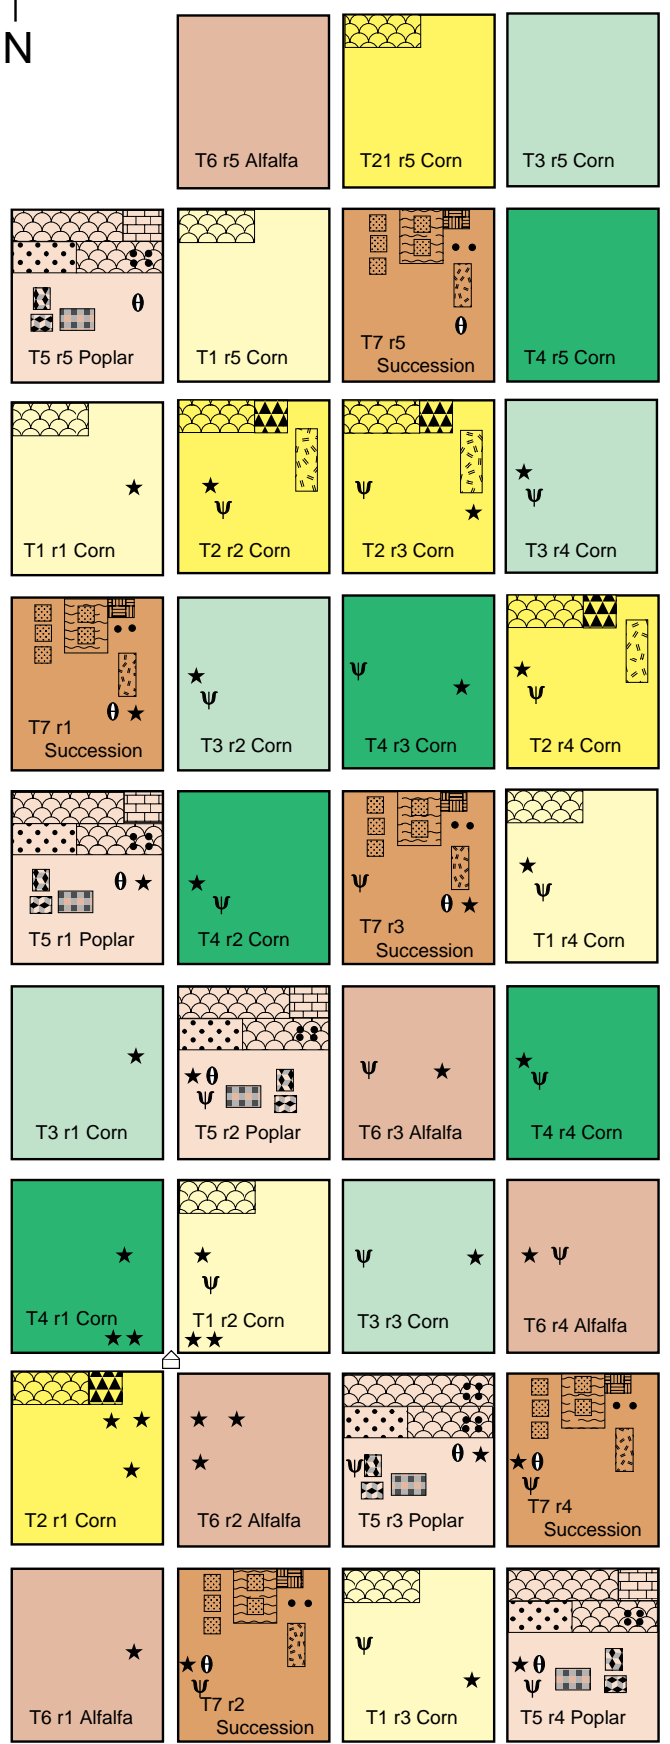 N
T6 r5 Alfalfa
T21 r5 Corn
T3 r5 Corn
T5 r5 Poplar
T1 r5 Corn
T7 r5
Succession
T4 r5 Corn
T1 r1 Corn
T2 r2 Corn
T2 r3 Corn
T3 r4 Corn
T7 r1
Succession
T3 r2 Corn
T4 r3 Corn
T2 r4 Corn
T5 r1 Poplar
T4 r2 Corn
T7 r3
Succession
T1 r4 Corn
T3 r1 Corn
T5 r2 Poplar
T6 r3 Alfalfa
T4 r4 Corn
T4 r1 Corn
T1 r2 Corn
T3 r3 Corn
T6 r4 Alfalfa
T2 r1 Corn
T6 r2 Alfalfa
T5 r3 Poplar
T7 r4
Succession
T6 r1 Alfalfa
T7 r2
Succession
T1 r3 Corn
T5 r4 Poplar